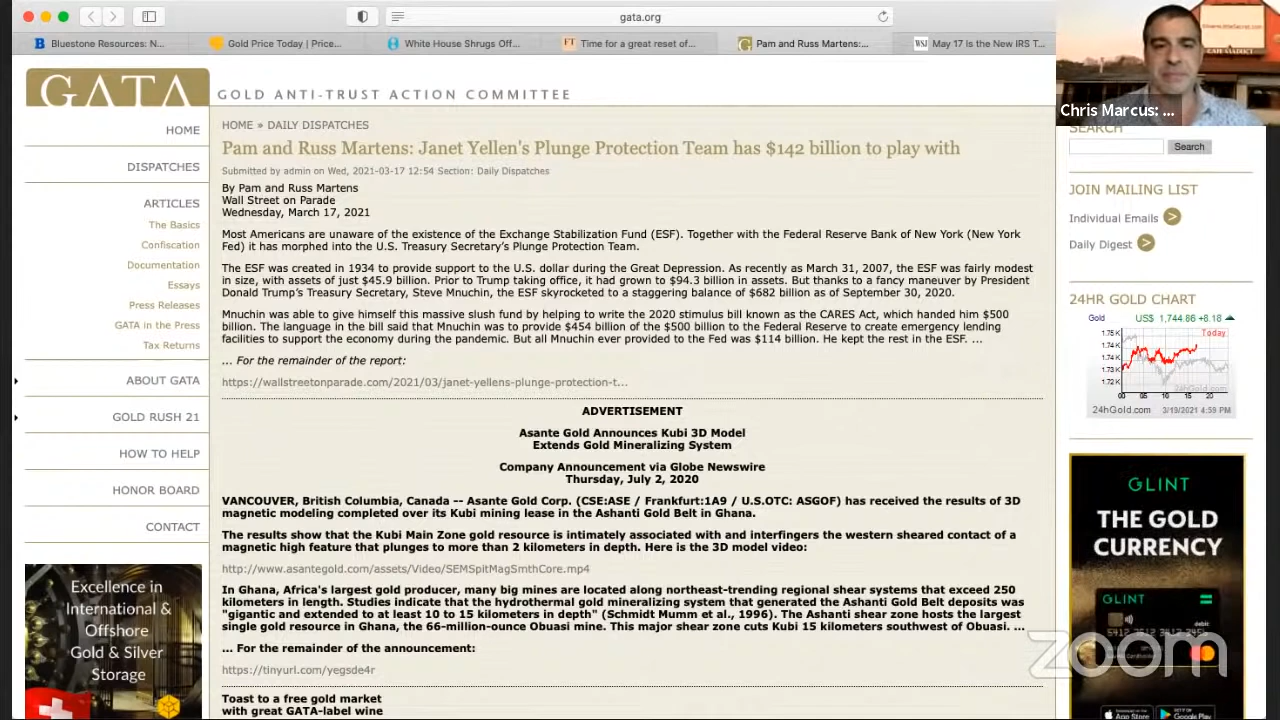 gata.org
Bluestone Resources: N...
Gold Price Today | Price...
White House Shrugs Off...
FT Time for a great reset of...
Pam and Russ Martens:...
WSJ May 17 Is the New IRS T...
Chris Marcus: ...
GATA
GOLD ANTI-TRUST ACTION COMMITTEE
HOME
DISPATCHES
ARTICLES
The Basics
Confiscation
Documentation
Essays
Press Releases
GATA in the Press
Tax Returns
ABOUT GATA
GOLD RUSH 21
HOW TO HELP
HONOR BOARD
CONTACT
Excellence in
International &
Offshore
Gold & Silver
Storage
HOME » DAILY DISPATCHES
Pam and Russ Martens: Janet Yellen's Plunge Protection Team has $142 billion to play with
Submitted by admin on Wed, 2021-03-17 12:54 Section: Daily Dispatches
By Pam and Russ Martens
Wall Street on Parade
Wednesday, March 17, 2021
Most Americans are unaware of the existence of the Exchange Stabilization Fund (ESF). Together with the Federal Reserve Bank of New York (New York
Fed) it has morphed into the U.S. Treasury Secretary's Plunge Protection Team.
The ESF was created in 1934 to provide support to the U.S. dollar during the Great Depression. As recently as March 31, 2007, the ESF was fairly modest
in size, with assets of just $45.9 billion. Prior to Trump taking office, it had grown to $94.3 billion in assets. But thanks to a fancy maneuver by President
Donald Trump's Treasury Secretary, Steve Mnuchin, the ESF skyrocketed to a staggering balance of $682 billion as of September 30, 2020.
Mnuchin was able to give himself this massive slush fund by helping to write the 2020 stimulus bill known as the CARES Act, which handed him $500
billion. The language in the bill said that Mnuchin was to provide $454 billion of the $500 billion to the Federal Reserve to create emergency lending
facilities to support the economy during the pandemic. But all Mnuchin ever provided to the Fed was $114 billion. He kept the rest in the ESF. ...
... For the remainder of the report:
https://wallstreetonparade.com/2021/03/janet-yellens-plunge-protection-t...
ADVERTISEMENT
Asante Gold Announces Kubi 3D Model
Extends Gold Mineralizing System
Company Announcement via Globe Newswire
Thursday, July 2, 2020
VANCOUVER, British Columbia, Canada -- Asante Gold Corp. (CSE:ASE / Frankfurt:1A9 / U.S.OTC: ASGOF) has received the results of 3D
magnetic modeling completed over its Kubi mining lease in the Ashanti Gold Belt in Ghana.
The results show that the Kubi Main Zone gold resource is intimately associated with and interfingers the western sheared contact of a
magnetic high feature that plunges to more than 2 kilometers in depth. Here is the 3D model video:
http://www.asantegold.com/assets/Video/SEMSpitMagSmthCore.mp4
In Ghana, Africa's largest gold producer, many big mines are located along northeast-trending regional shear systems that exceed 250
kilometers in length. Studies indicate that the hydrothermal gold mineralizing system that generated the Ashanti Gold Belt deposits was
"gigantic and extended to at least 10 to 15 kilometers in depth" (Schmidt Mumm et al., 1996). The Ashanti shear zone hosts the largest
single gold resource in Ghana, the 66-million-ounce Obuasi mine. This major shear zone cuts Kubi 15 kilometers southwest of Obuasi. ...
... For the remainder of the announcement:
https://tinyurl.com/yegsde4r
Toast to a free gold market
with great GATA-label wine
SEARCH
Search
JOIN MAILING LIST
Individual Emails
Daily Digest
24HR GOLD CHART
Gold US$ 1,744.86 +8.18
Today
1.75K
1.74K
1.73K
1.72K
00 05 10 15 20
24hGold.com
24hGold.com 3/19/2021 4:59 PM
GLINT
THE GOLD
CURRENCY
GLINT
debit
App Store
Google Play
zoom